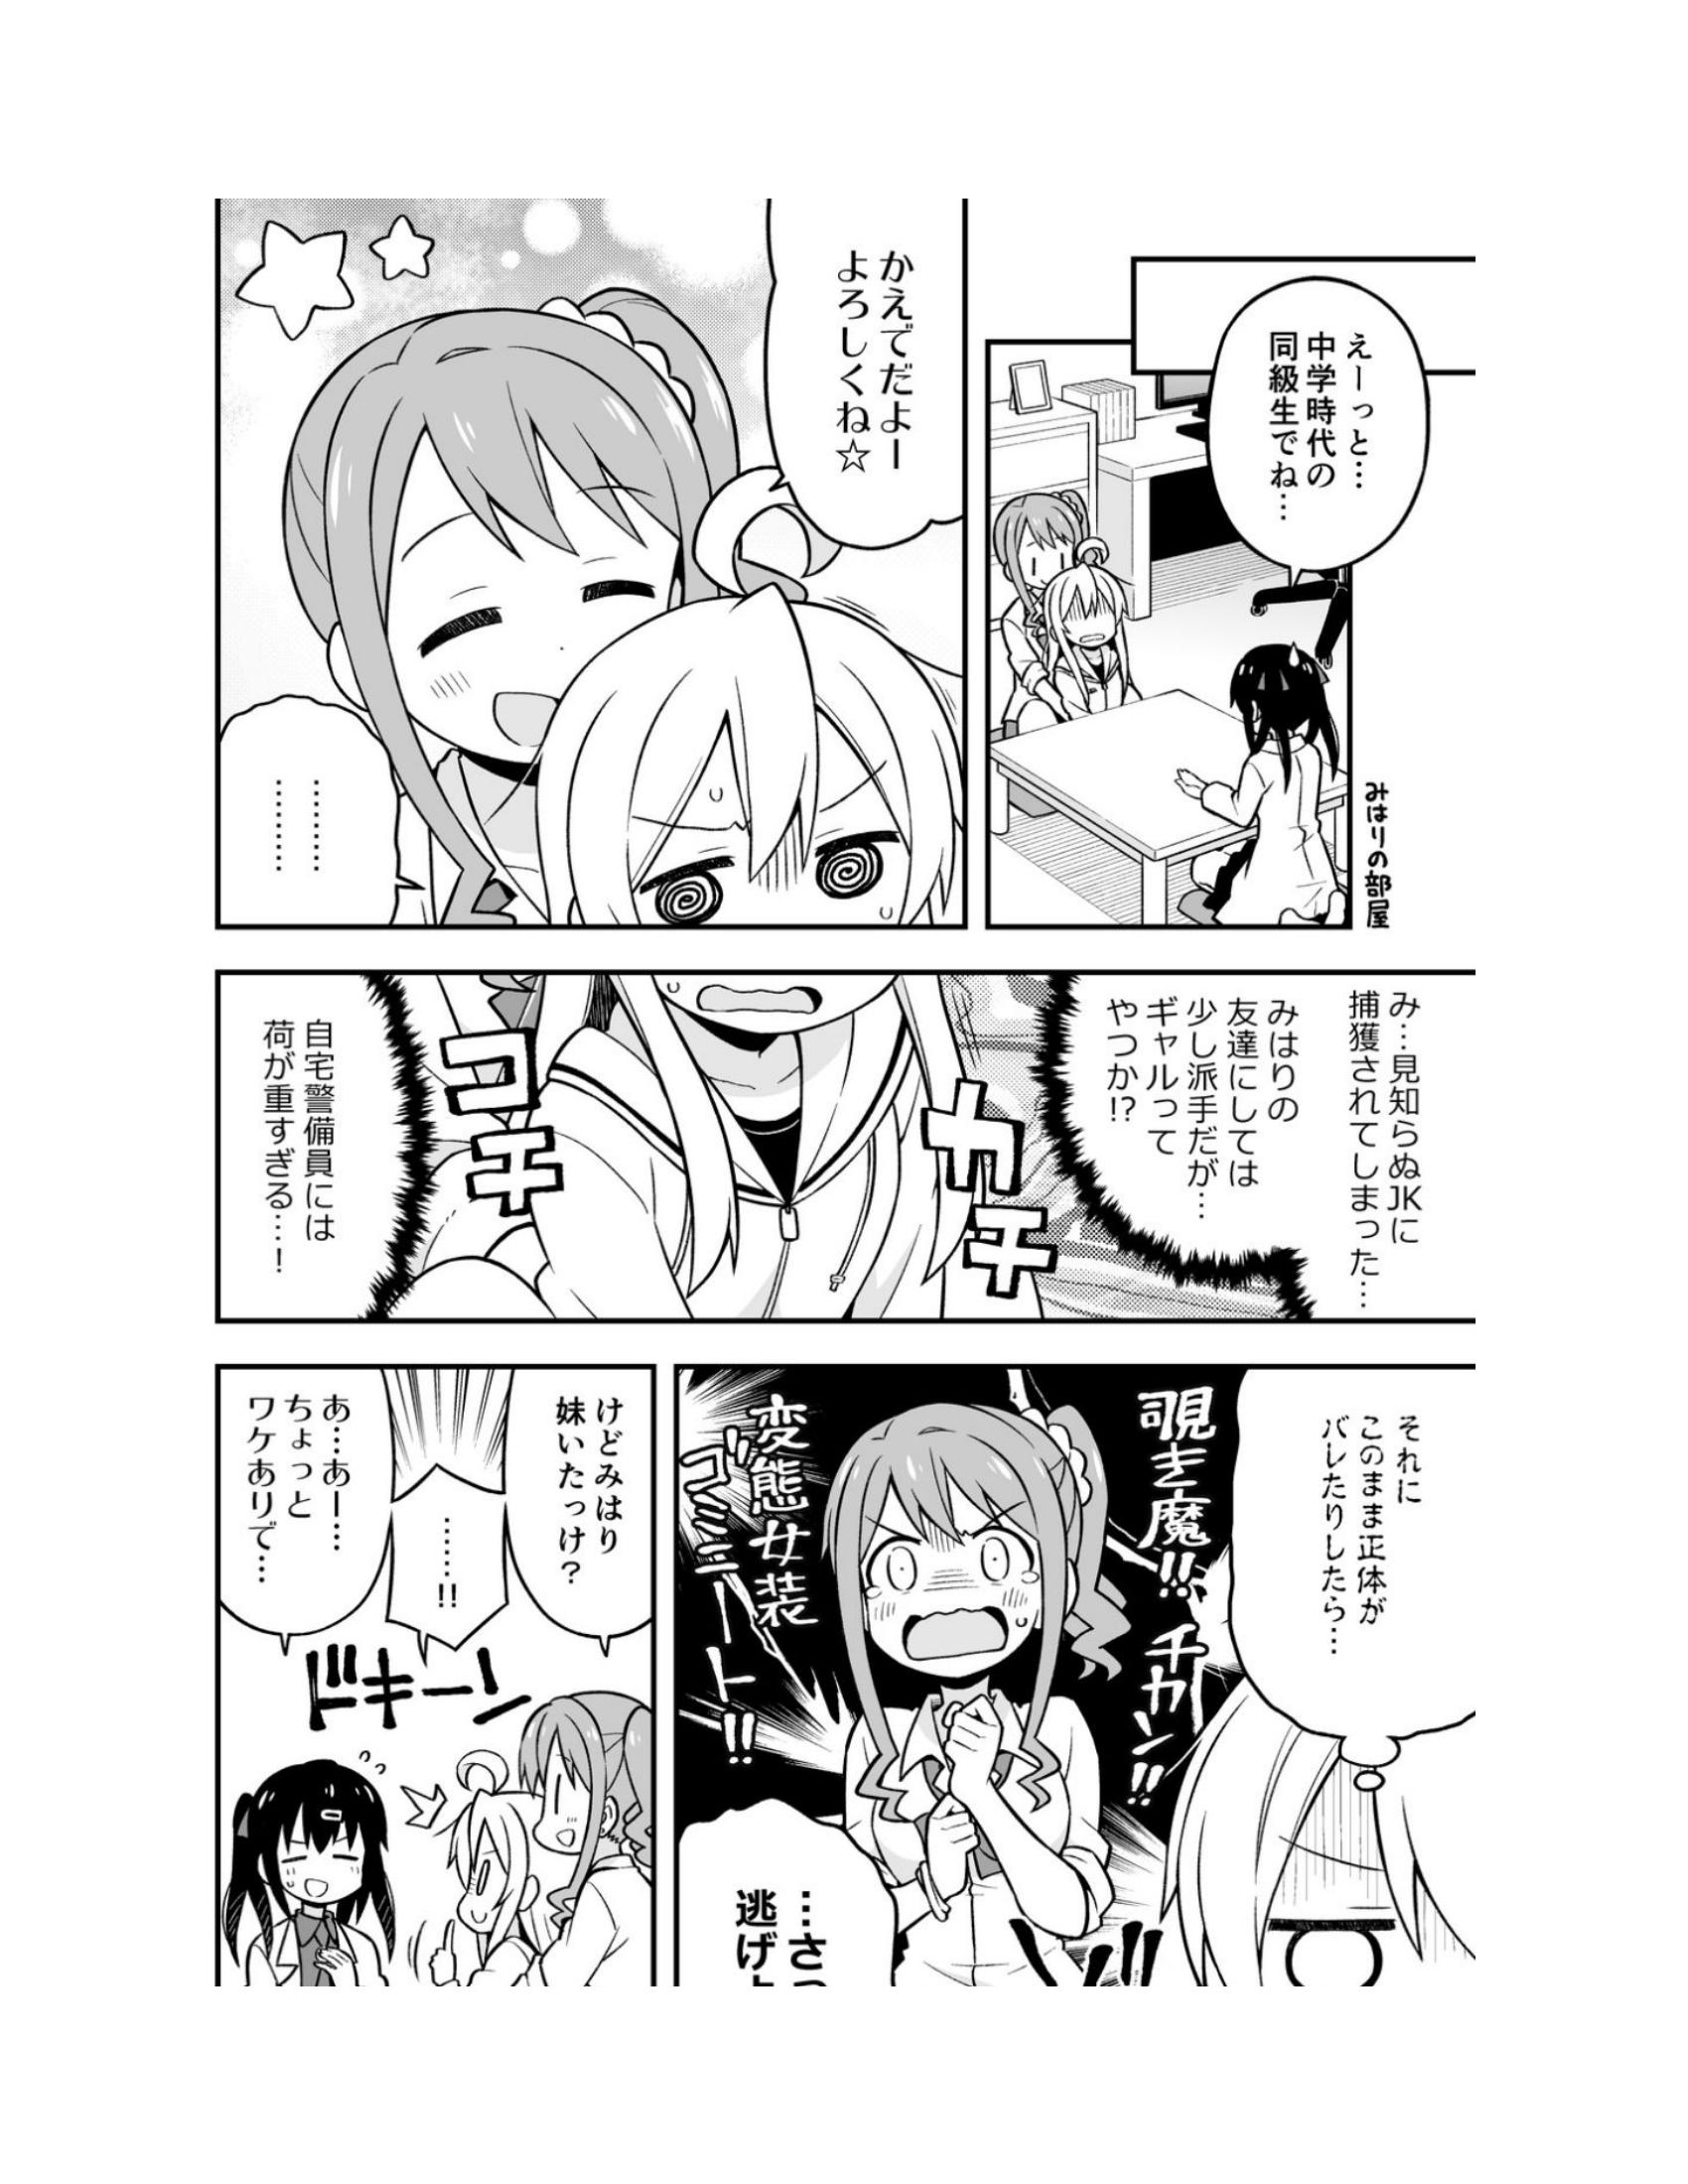 えーっと…
中学時代の
同級生でね…
みはりの部屋
かえでだよー
よろしくね☆
………
………
み…見知らぬJKに
捕獲されてしまった…
みはりの
友達にしては
少し派手だが…
ギャルって
やつか!?
カチ
コチ
自宅警備員には
荷が重すぎる…!
それに
このまま正体が
バレたりしたら…
覗き魔!!
チカン!!
変態女装
ゴミニート!!
…さっ
逃げ
けどみはり
妹いたっけ?
……!!
あ…あー…
ちょっと
ワケありで…
ドキーン